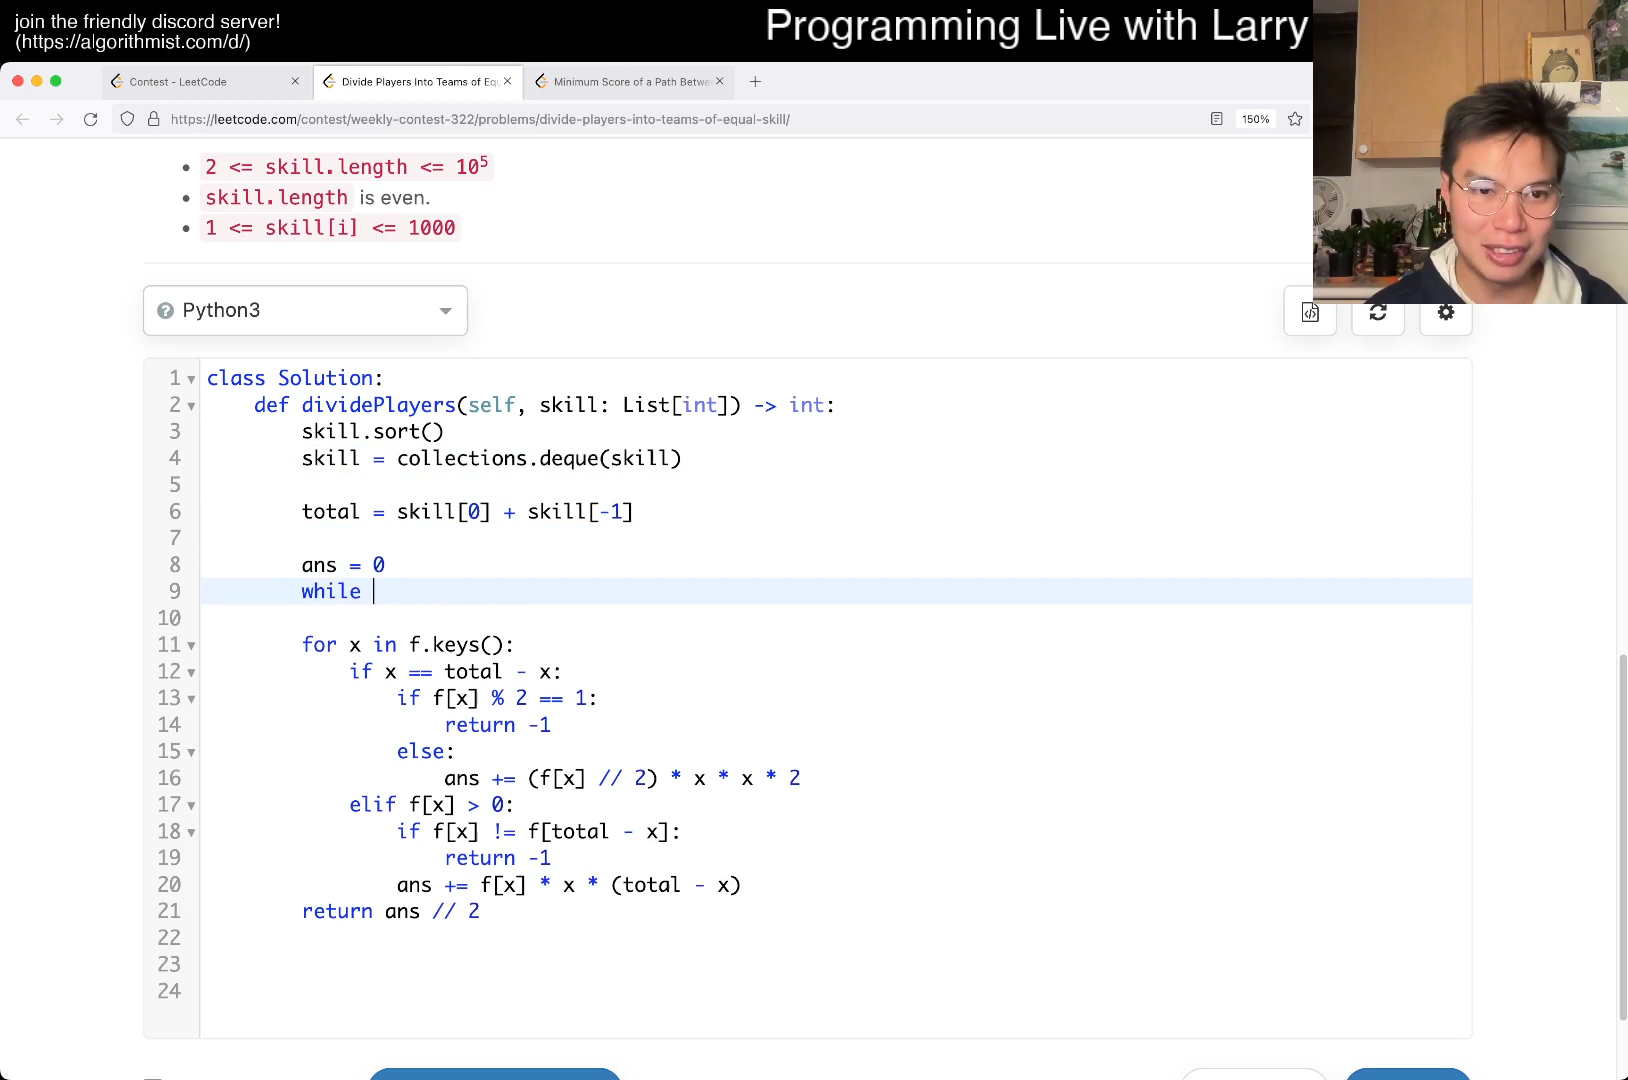 join the friendly discord server!
(https://algorithmist.com/d/)
Programming Live with Larry
Contest - LeetCode
Divide Players Into Teams of Equ
Minimum Score of a Path Betwe
https://leetcode.com/contest/weekly-contest-322/problems/divide-players-into-teams-of-equal-skill/
150%
2 <= skill.length <= 10⁵
skill.length is even.
1 <= skill[i] <= 1000
Python3
1 class Solution:
2     def dividePlayers(self, skill: List[int]) -> int:
3         skill.sort()
4         skill = collections.deque(skill)
5
6         total = skill[0] + skill[-1]
7
8         ans = 0
9         while
10
11         for x in f.keys():
12             if x == total - x:
13                 if f[x] % 2 == 1:
14                     return -1
15                 else:
16                     ans += (f[x] // 2) * x * x * 2
17             elif f[x] > 0:
18                 if f[x] != f[total - x]:
19                     return -1
20                 ans += f[x] * x * (total - x)
21         return ans // 2
22
23
24